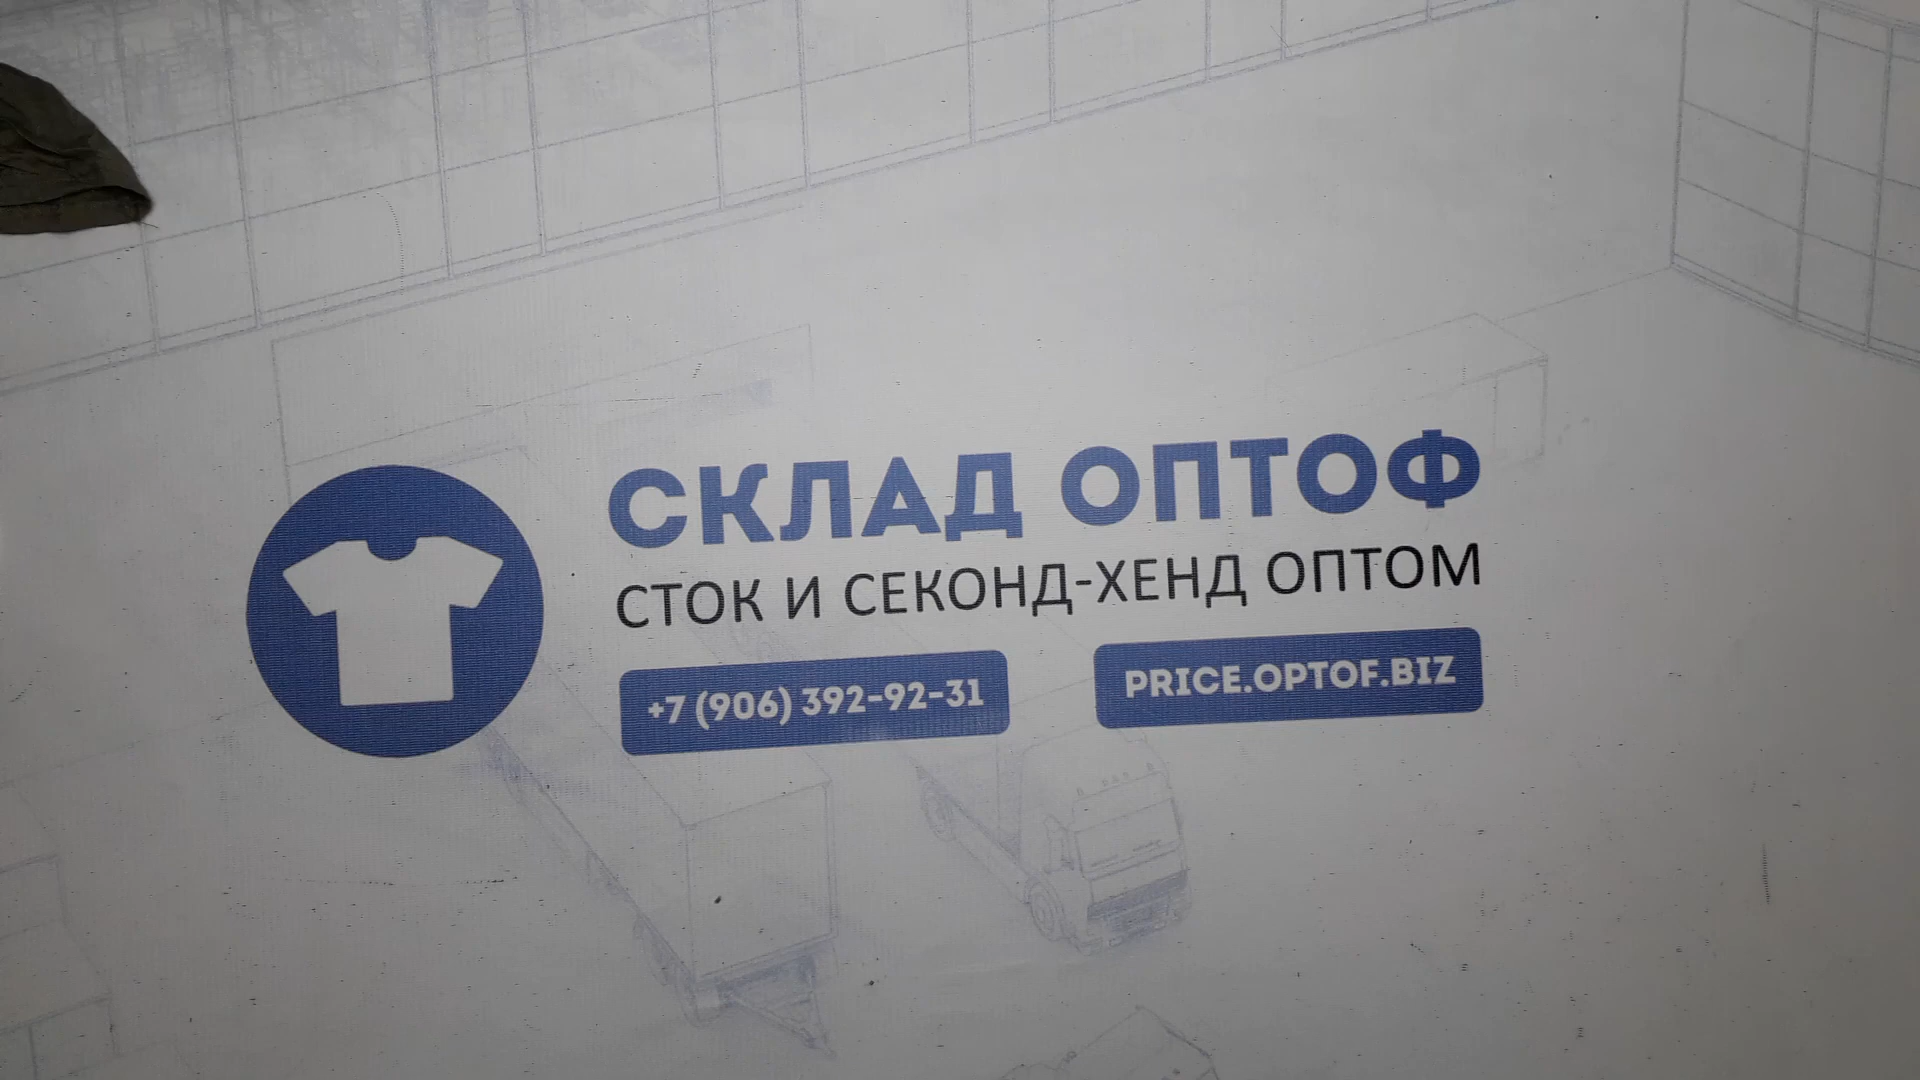 СКЛАД ОПТОФ
СТОК И СЕКОНД-ХЕНД ОПТОМ
+7 (906) 392-92-31
PRICE.OPTOF.BIZ